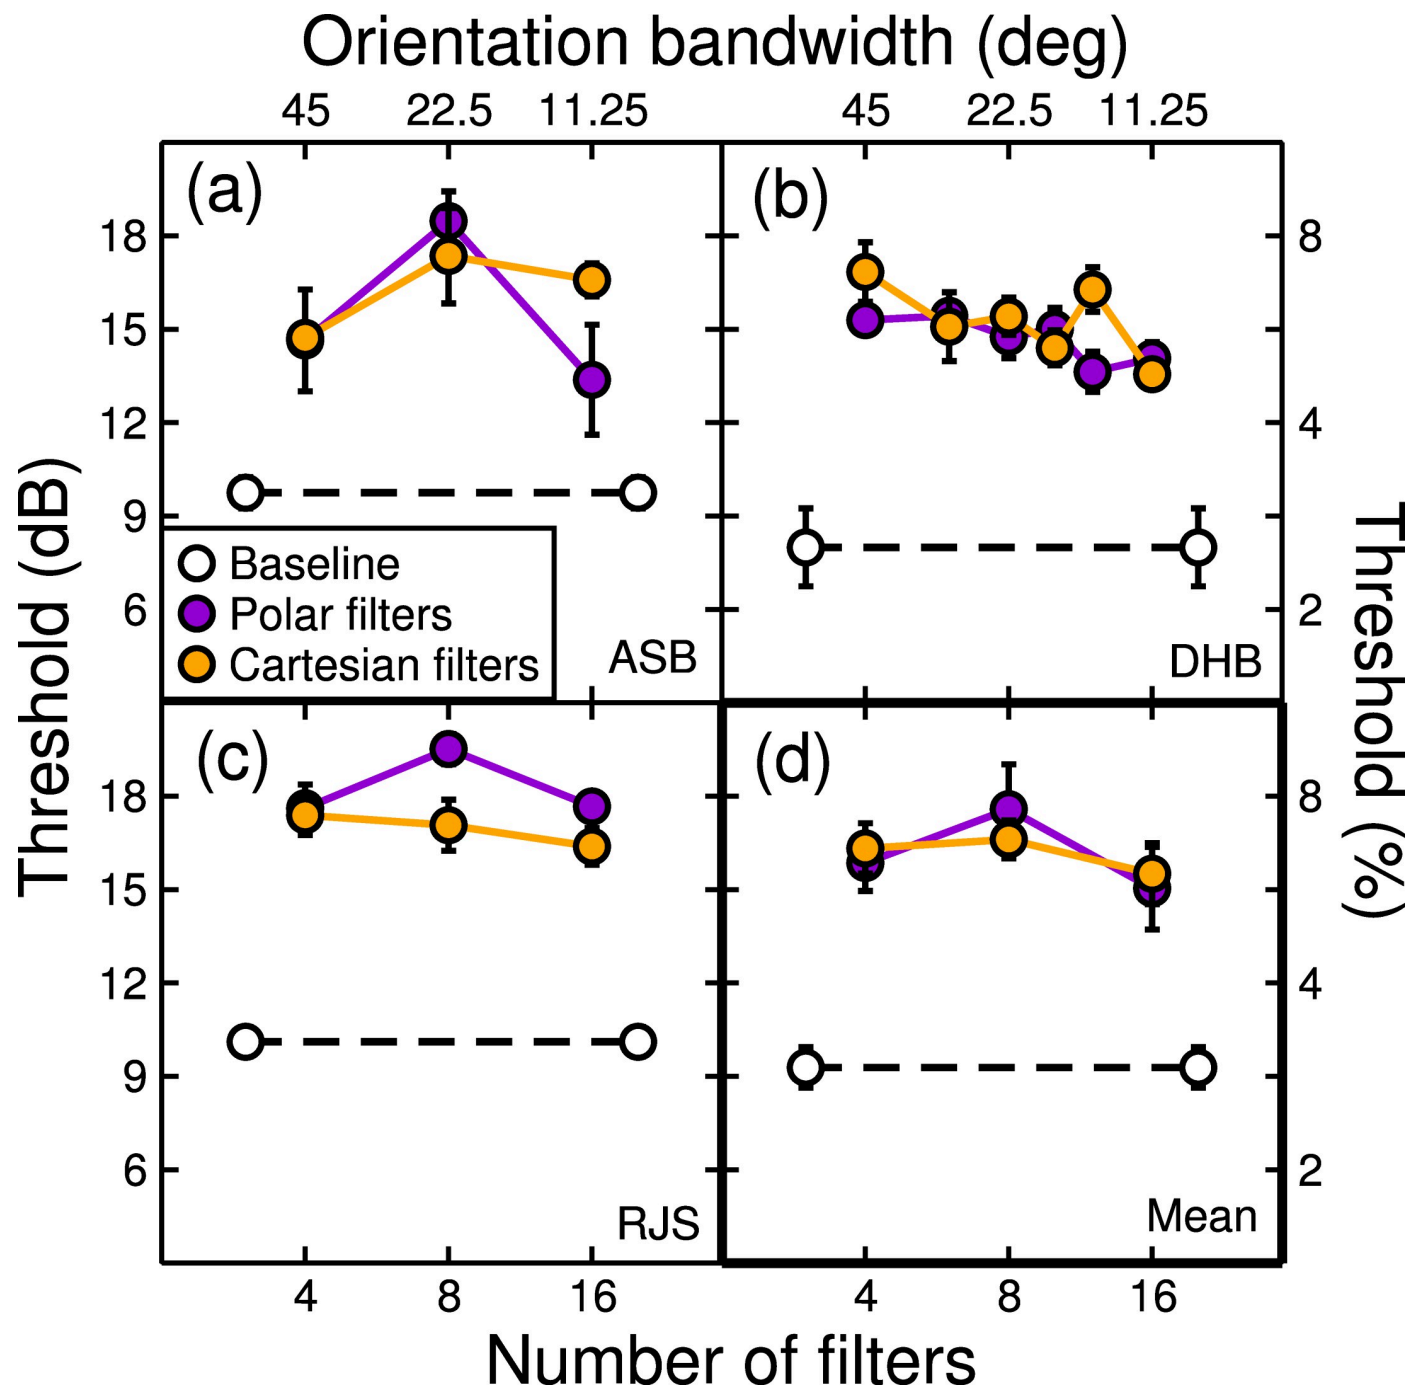 Orientation bandwidth (deg)
45 22.5 11.25 45 22.5 11.25
(a) (b)
18 8
15
12 4
9
Baseline
Polar filters
6 2
Cartesian filters
ASB DHB
Threshold (dB)
Threshold (%)
(c) (d)
18 8
15
12 4
9
6 2
RJS Mean
4 8 16 4 8 16
Number of filters